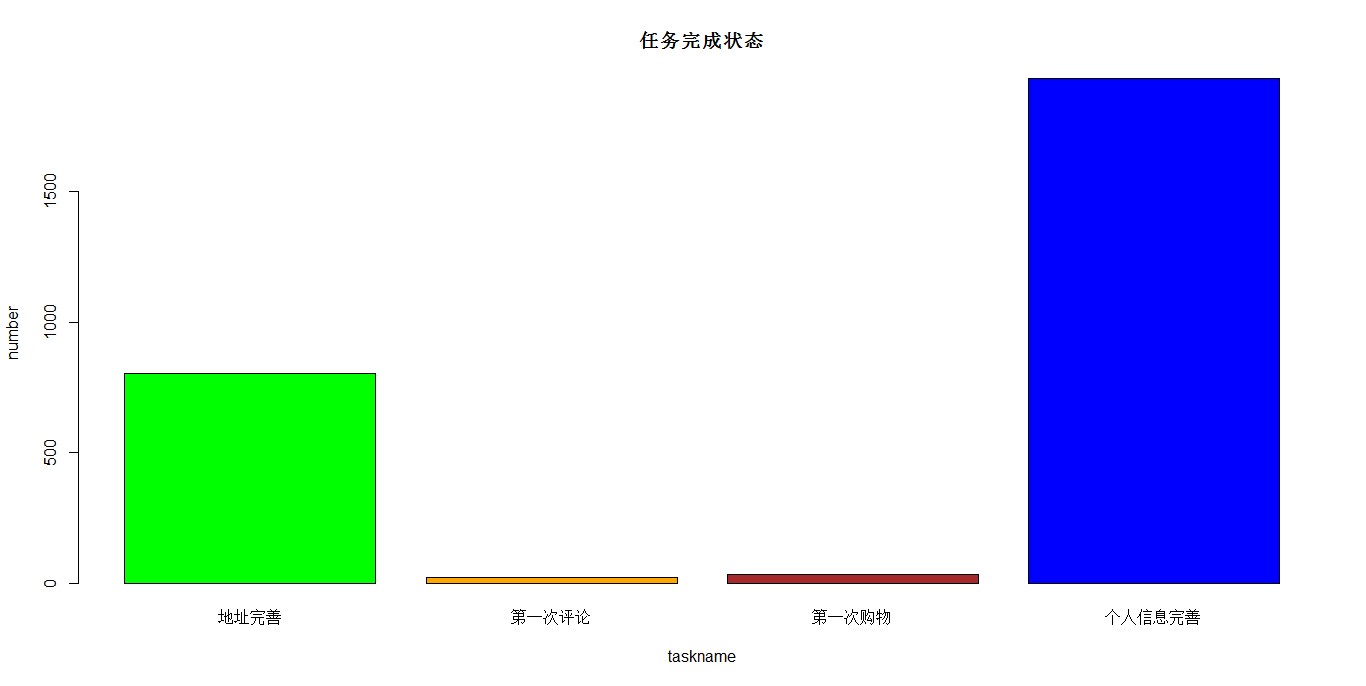 任务完成状态
number
1500
1000
500
0
地址完善 第一次评论 第一次购物 个人信息完善
taskname